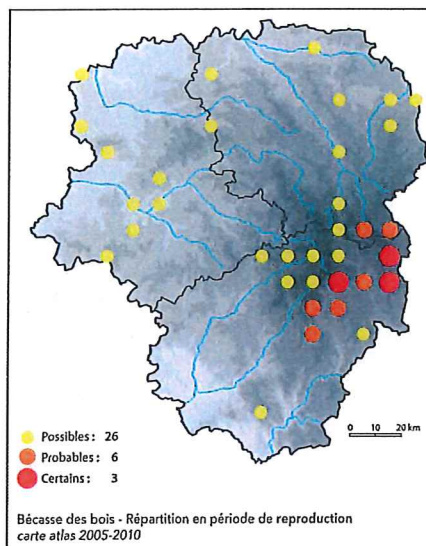 0 10 20 km
Possibles : 26
Probables : 6
Certains : 3
Bécasse des bois - Répartition en période de reproduction
carte atlas 2005-2010